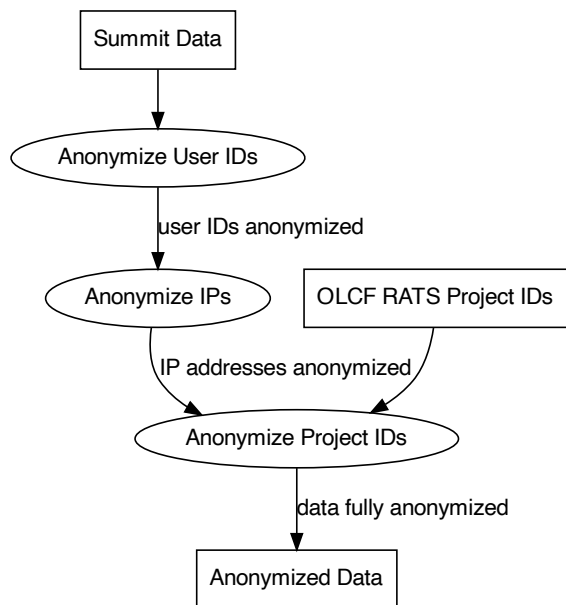 Summit Data
Anonymize User IDs
user IDs anonymized
Anonymize IPs
OLCF RATS Project IDs
IP addresses anonymized
Anonymize Project IDs
data fully anonymized
Anonymized Data